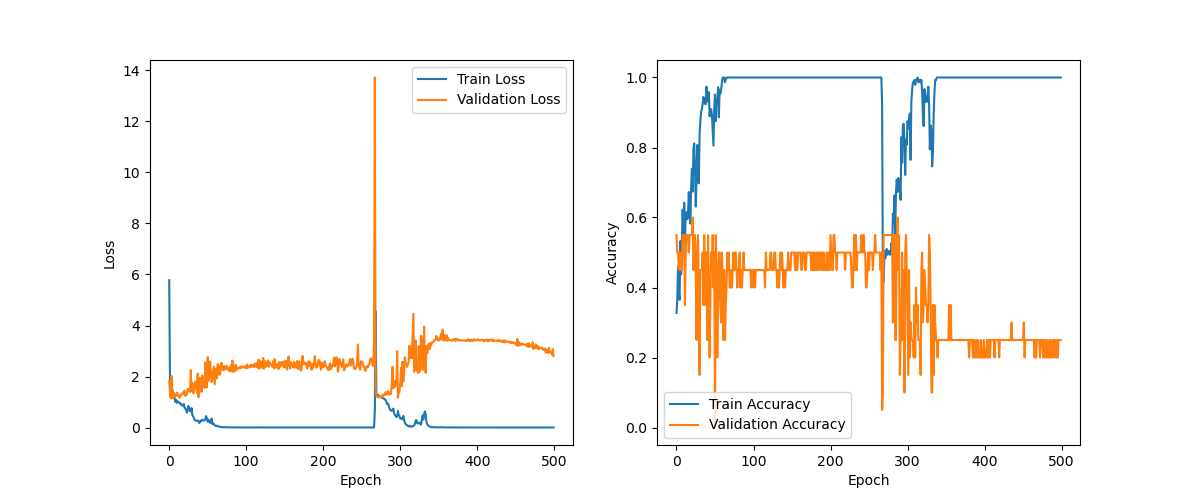 14
12
10
8
6
4
2
0
Loss
0 100 200 300 400 500
Epoch
Train Loss
Validation Loss
1.0
0.8
0.6
0.4
0.2
0.0
Accuracy
0 100 200 300 400 500
Epoch
Train Accuracy
Validation Accuracy